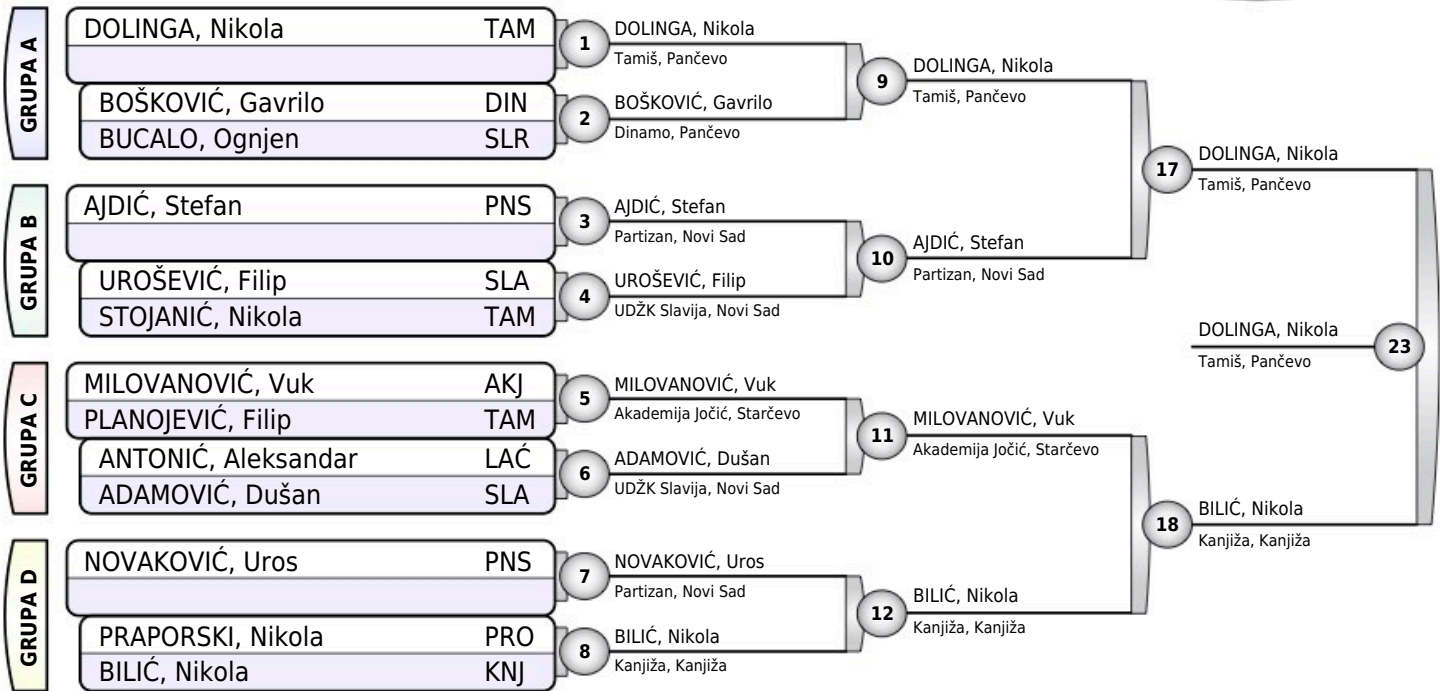 GRUPA A
DOLINGA, Nikola TAM
BOŠKOVIĆ, Gavrilo DIN
BUCALO, Ognjen SLR
GRUPA B
AJDIĆ, Stefan PNS
UROŠEVIĆ, Filip SLA
STOJANIĆ, Nikola TAM
GRUPA C
MILOVANOVIĆ, Vuk AKJ
PLANOJEVIĆ, Filip TAM
ANTONIĆ, Aleksandar LAĆ
ADAMOVIĆ, Dušan SLA
GRUPA D
NOVAKOVIĆ, Uros PNS
PRAPORSKI, Nikola PRO
BILIĆ, Nikola KNJ
1
DOLINGA, Nikola
Tamiš, Pančevo
2
BOŠKOVIĆ, Gavrilo
Dinamo, Pančevo
3
AJDIĆ, Stefan
Partizan, Novi Sad
4
UROŠEVIĆ, Filip
UDŽK Slavija, Novi Sad
5
MILOVANOVIĆ, Vuk
Akademija Jočić, Starčevo
6
ADAMOVIĆ, Dušan
UDŽK Slavija, Novi Sad
7
NOVAKOVIĆ, Uros
Partizan, Novi Sad
8
BILIĆ, Nikola
Kanjiža, Kanjiža
9
DOLINGA, Nikola
Tamiš, Pančevo
10
AJDIĆ, Stefan
Partizan, Novi Sad
11
MILOVANOVIĆ, Vuk
Akademija Jočić, Starčevo
12
BILIĆ, Nikola
Kanjiža, Kanjiža
17
DOLINGA, Nikola
Tamiš, Pančevo
18
BILIĆ, Nikola
Kanjiža, Kanjiža
DOLINGA, Nikola
Tamiš, Pančevo
23